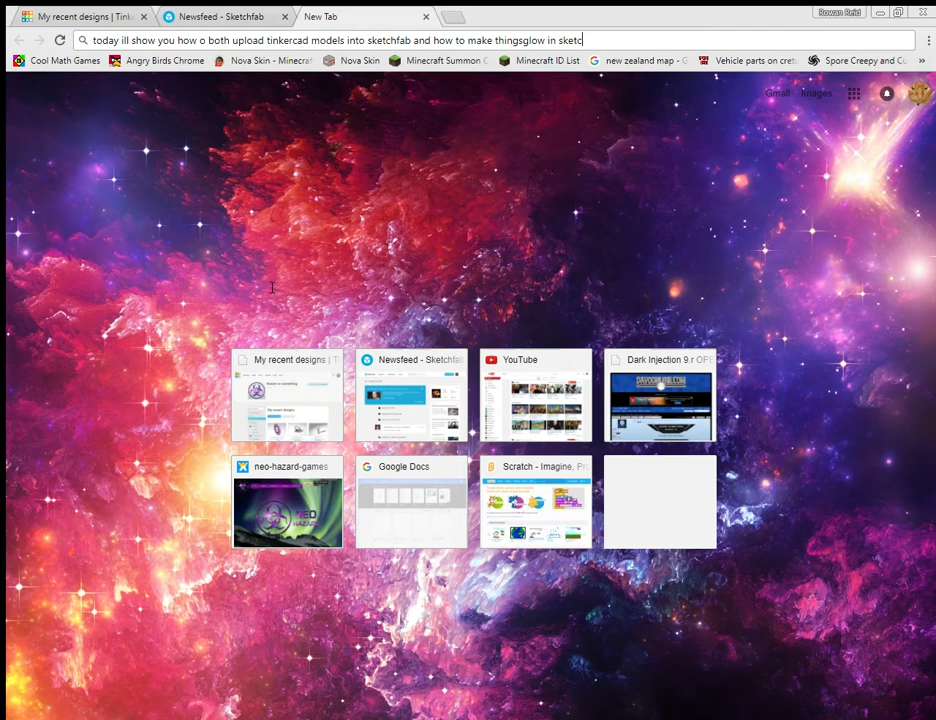 My recent designs | Tink
Newsfeed - Sketchfab
New Tab
Rowan Reid
today ill show you how o both upload tinkercad models into sketchfab and how to make thingsglow in sketc
Cool Math Games
Angry Birds Chrome
Nova Skin - Minecraf
Nova Skin
Minecraft Summon C
Minecraft ID List
new zealand map - G
Vehicle parts on cret
Spore Creepy and Cu
»
Gmail
Images
My recent designs | T
Newsfeed - Sketchfab
YouTube
Dark Injection 9.r OPE
neo-hazard-games
Google Docs
Scratch - Imagine, Pro